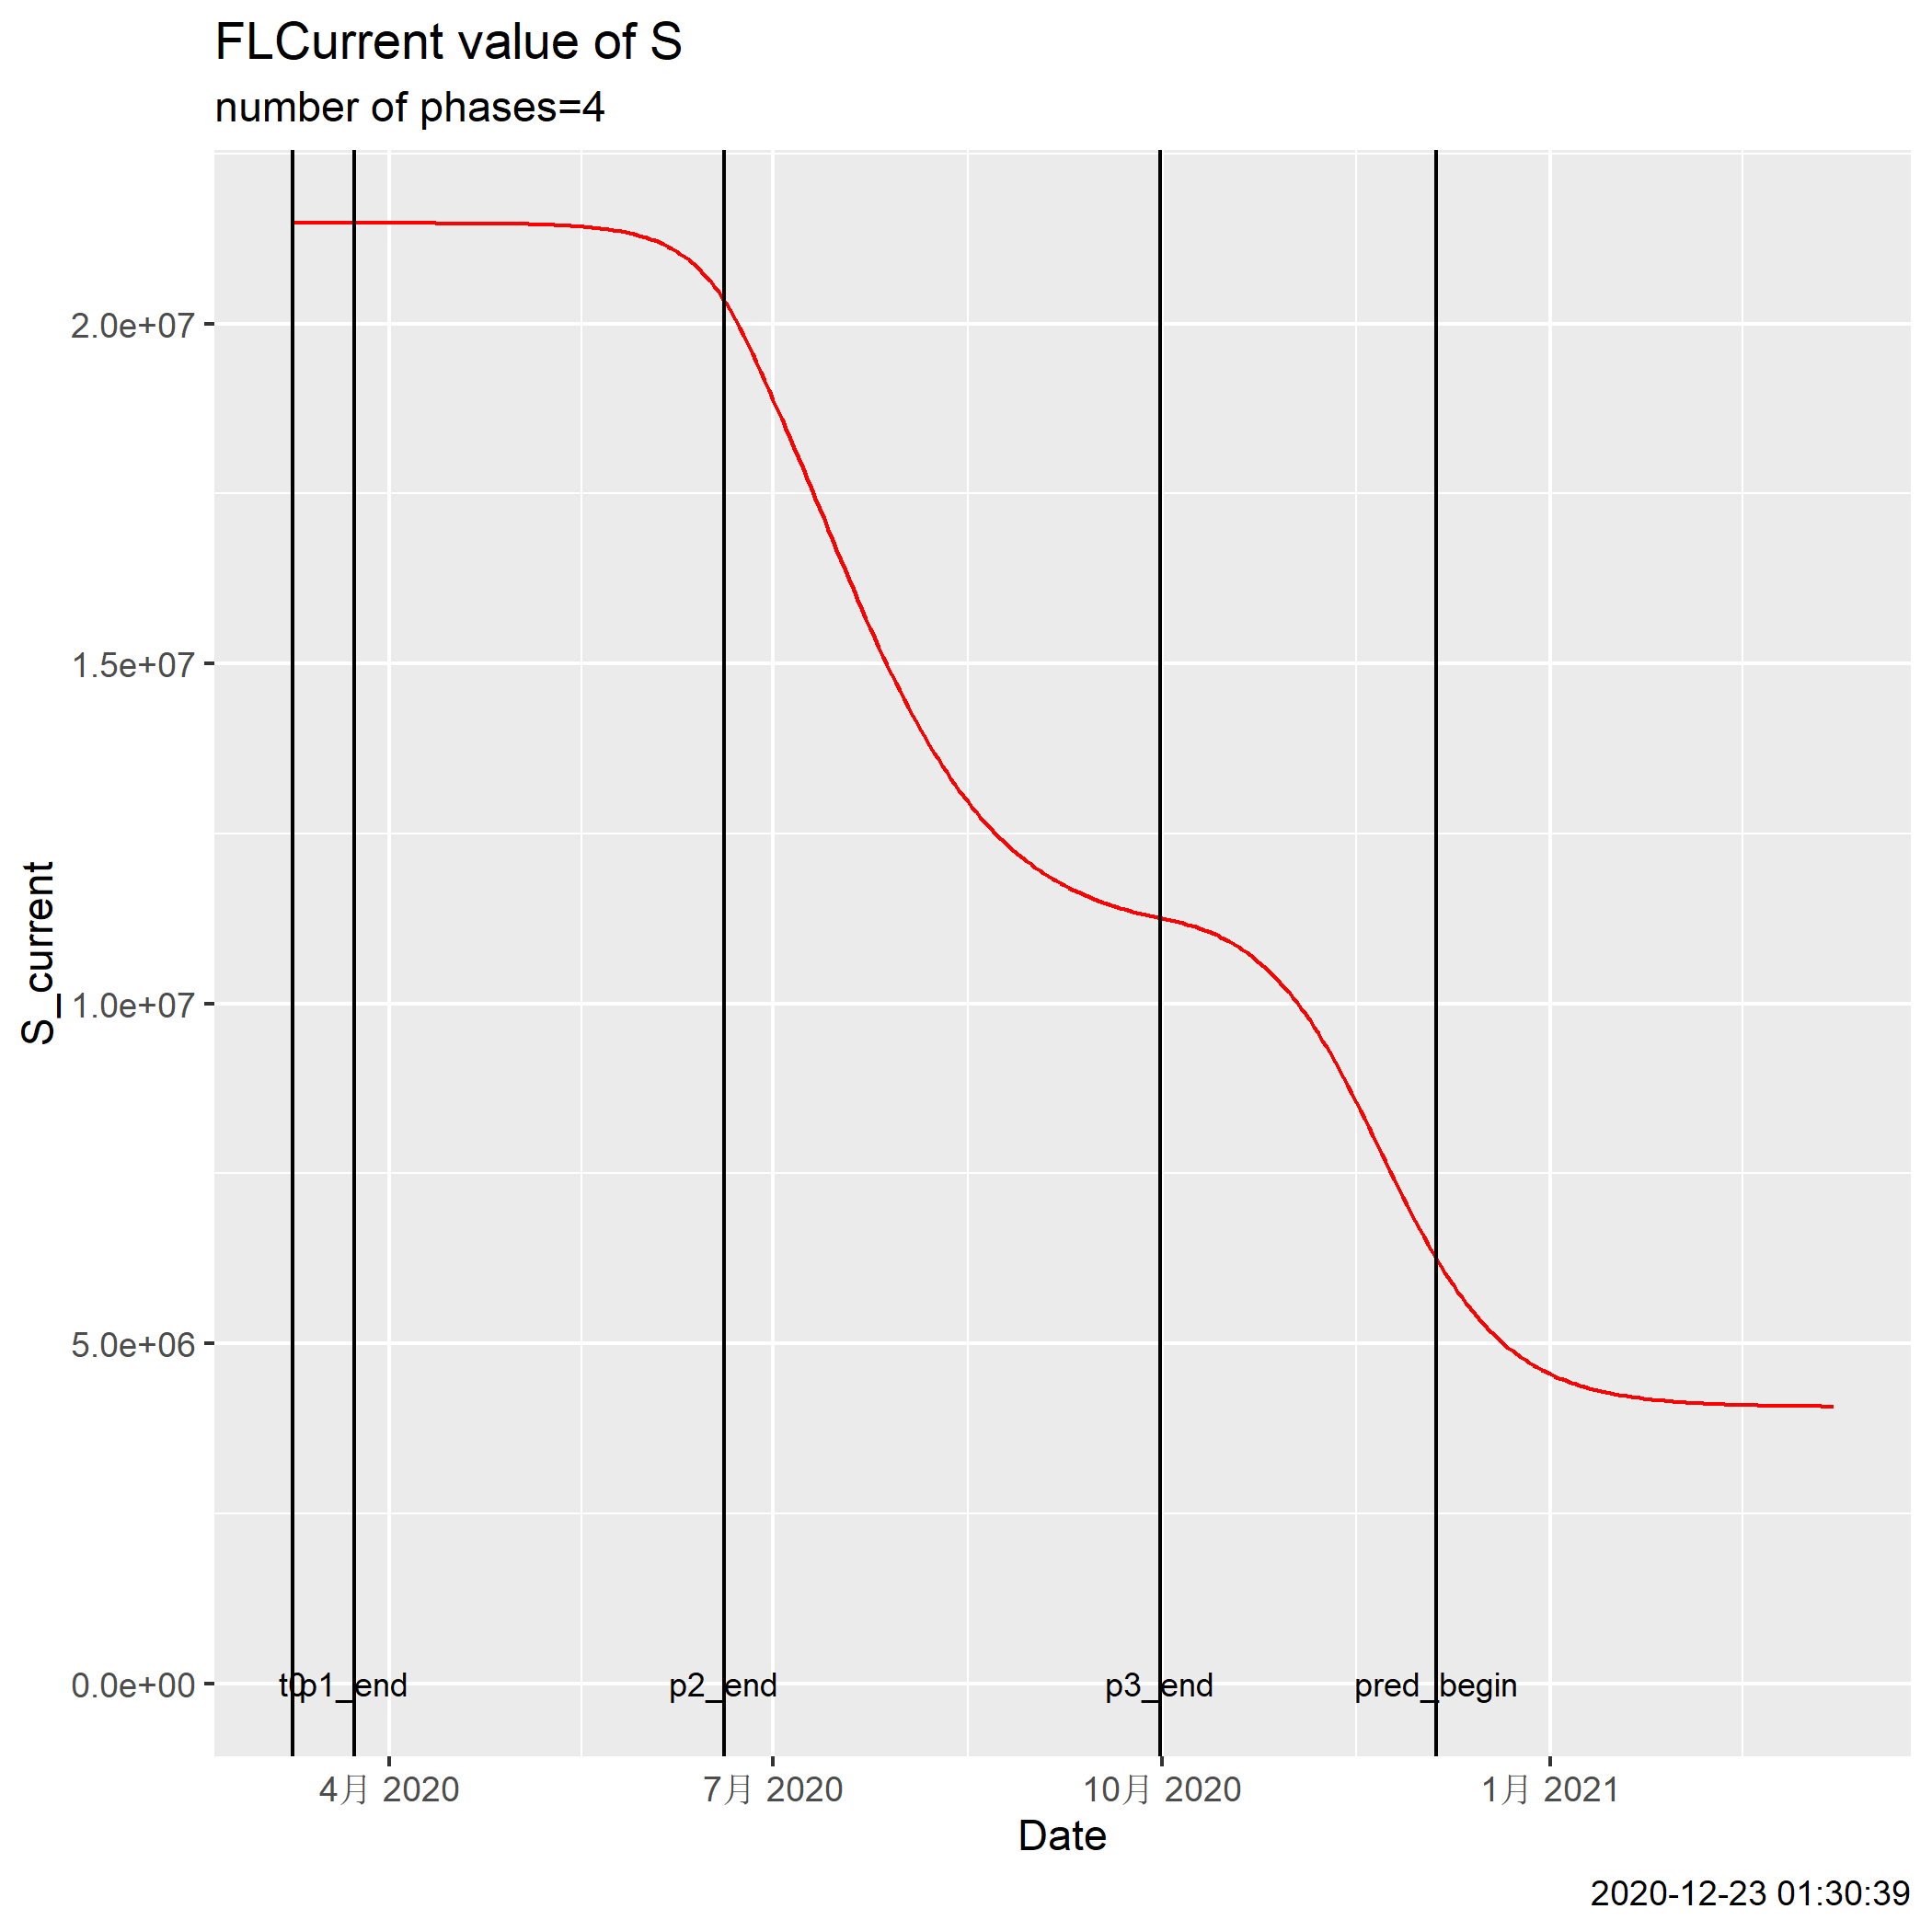 FLCurrent value of S
number of phases=4
S_current
2.0e+07
1.5e+07
1.0e+07
5.0e+06
0.0e+00
t0 p1_end p2_end p3_end pred_begin
4月 2020 7月 2020 10月 2020 1月 2021
Date
2020-12-23 01:30:39